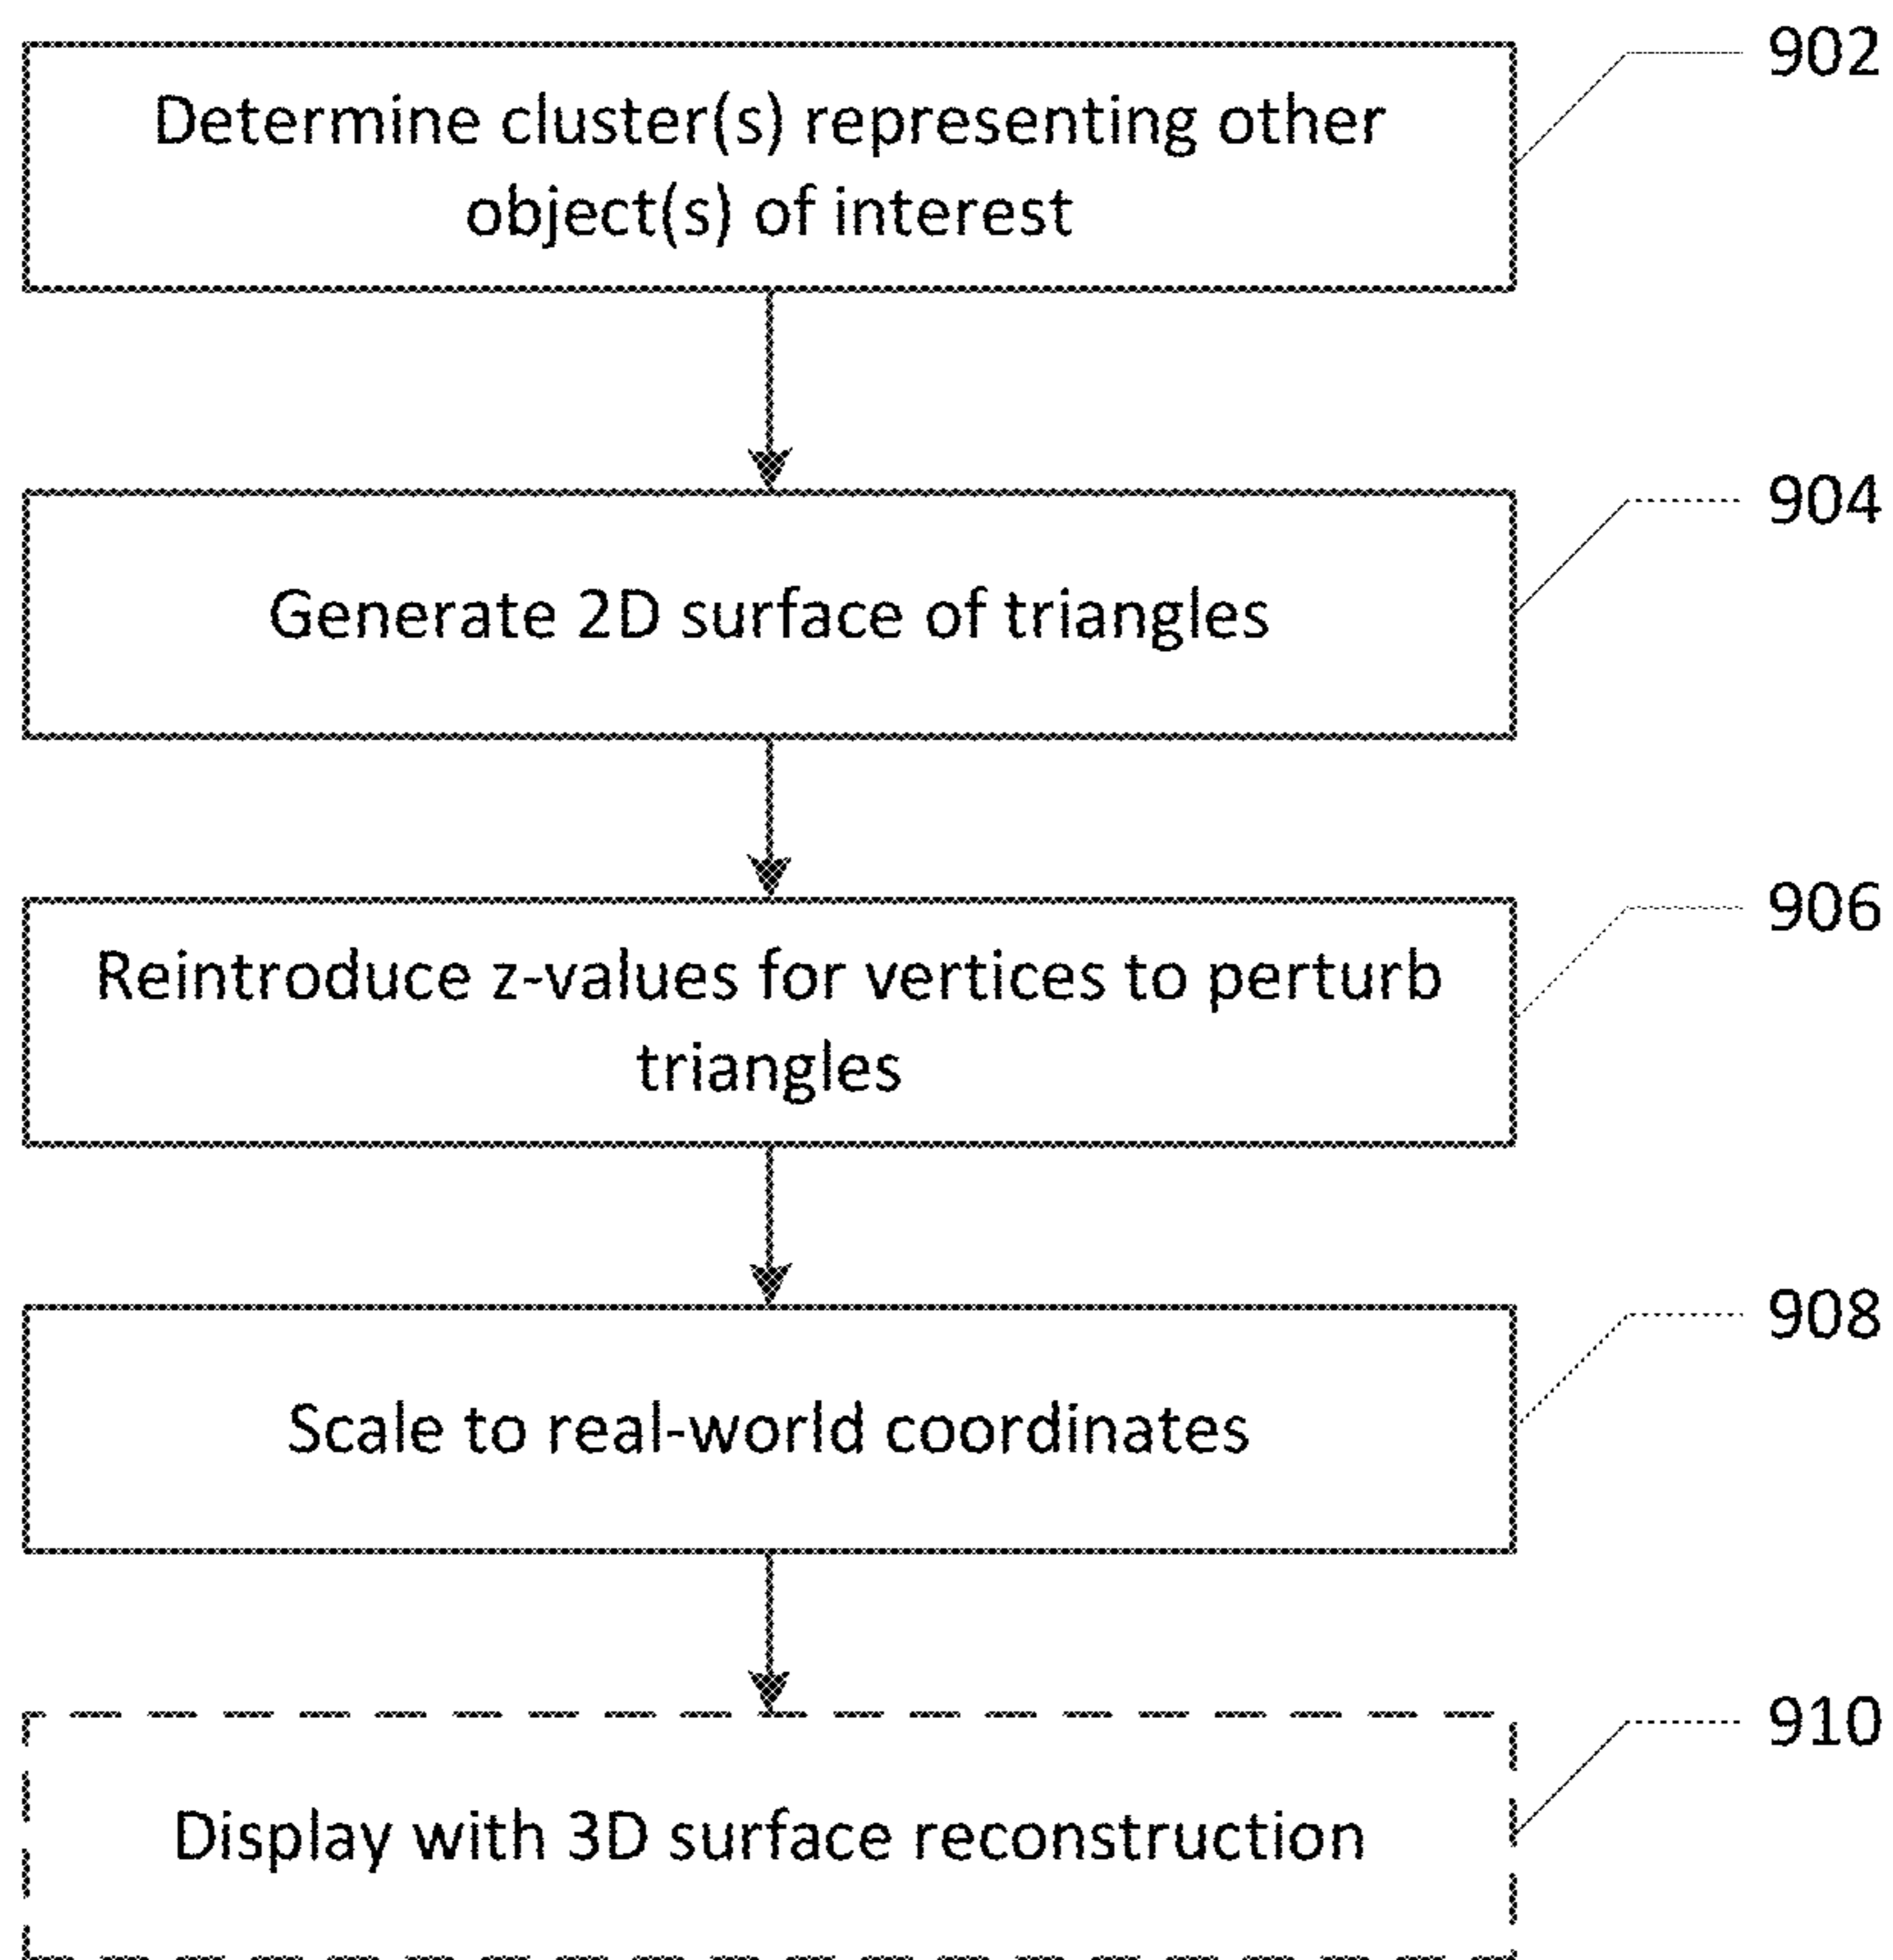 902
Determine cluster(s) representing other
object(s) of interest
904
Generate 2D surface of triangles
906
Reintroduce z-values for vertices to perturb
triangles
908
Scale to real-world coordinates
910
Display with 3D surface reconstruction